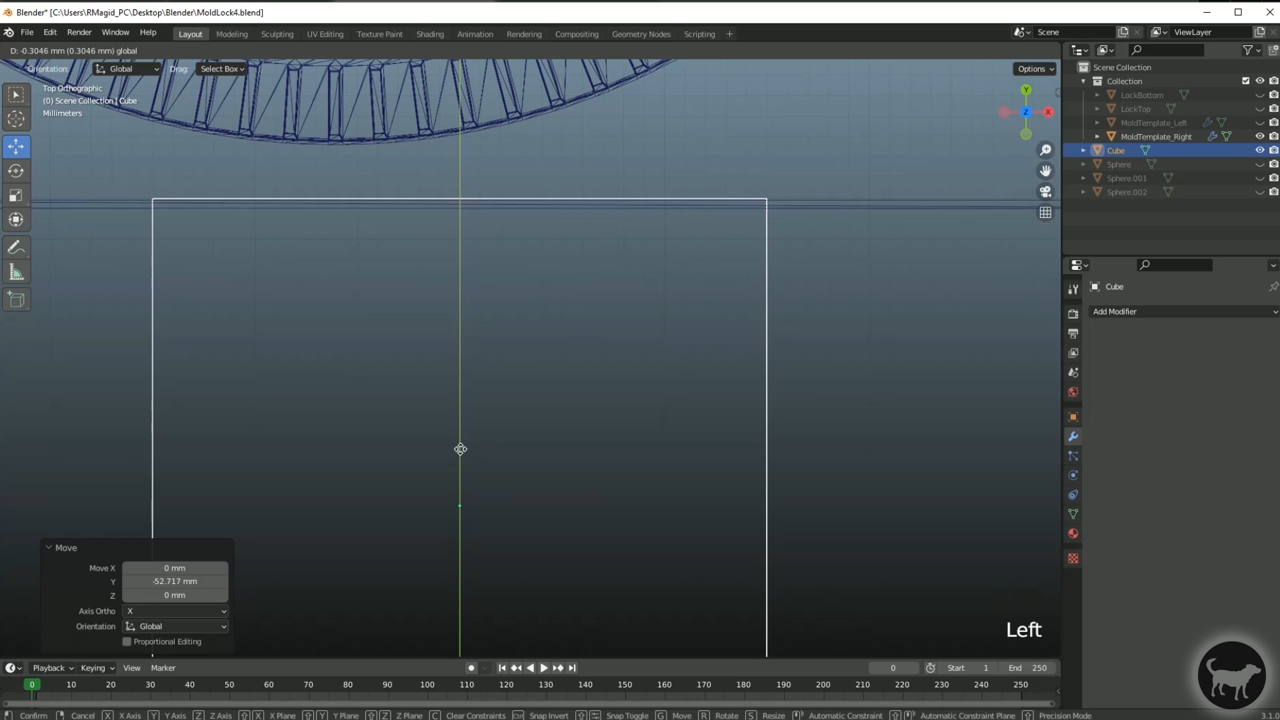 Blender* [C:\Users\RMagid_PC\Desktop\Blender\MoldLock4.blend]
File Edit Render Window Help Layout Modeling Sculpting UV Editing Texture Paint Shading Animation Rendering Compositing Geometry Nodes Scripting Scene ViewLayer
D: -0.3046 mm (0.3046 mm) global
Orientation: Global Drag: Select Box Options
Top Orthographic
(0) Scene Collection | Cube
Millimeters
Y
Z X
Scene Collection
Collection
LockBottom
LockTop
MoldTemplate_Left
MoldTemplate_Right
Cube
Sphere
Sphere.001
Sphere.002
Cube
Add Modifier
Move
Move X 0 mm
Y -52.717 mm
Z 0 mm
Axis Ortho X
Orientation Global
Proportional Editing
Left
Playback Keying View Marker 0 Start 1 End 250
0 10 20 30 40 50 60 70 80 90 100 110 120 130 140 150 160 170 180 190 200 210 220 230 240 250
Confirm Cancel X X Axis Y Y Axis Z Z Axis X X Plane Y Y Plane Z Z Plane C Clear Constraints Snap Invert Snap Toggle G Move R Rotate S Resize Automatic Constraint Automatic Constraint Plane Precision Mode